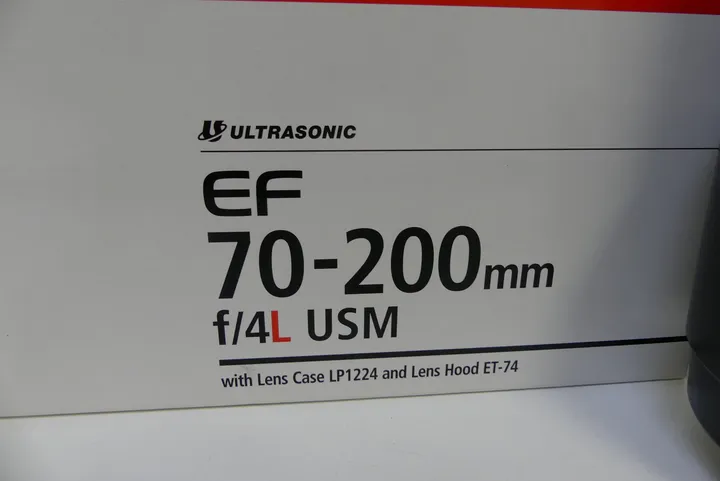 ULTRASONIC
EF
70-200mm
f/4L USM
with Lens Case LP1224 and Lens Hood ET-74